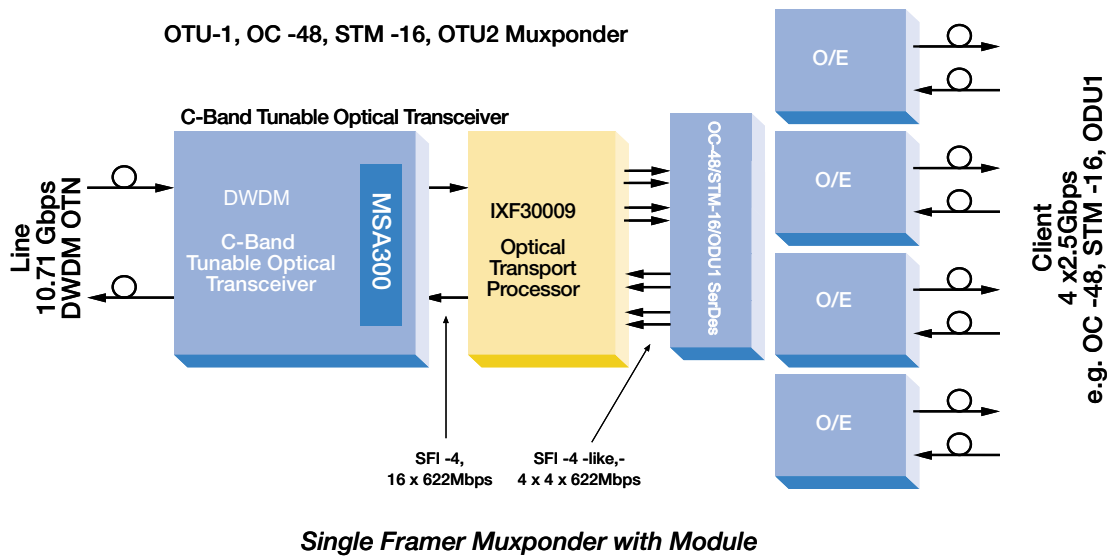 OTU-1, OC -48, STM -16, OTU2 Muxponder
C-Band Tunable Optical Transceiver
Line
10.71 Gbps
DWDM OTN
DWDM
C-Band
Tunable Optical
Transceiver
MSA300
IXF30009
Optical
Transport
Processor
OC-48/STM-16/ODU1 SerDes
O/E
O/E
O/E
O/E
Client
4 x2.5Gbps
e.g. OC -48, STM -16, ODU1
SFI -4,
16 x 622Mbps
SFI -4 -like,-
4 x 4 x 622Mbps
Single Framer Muxponder with Module